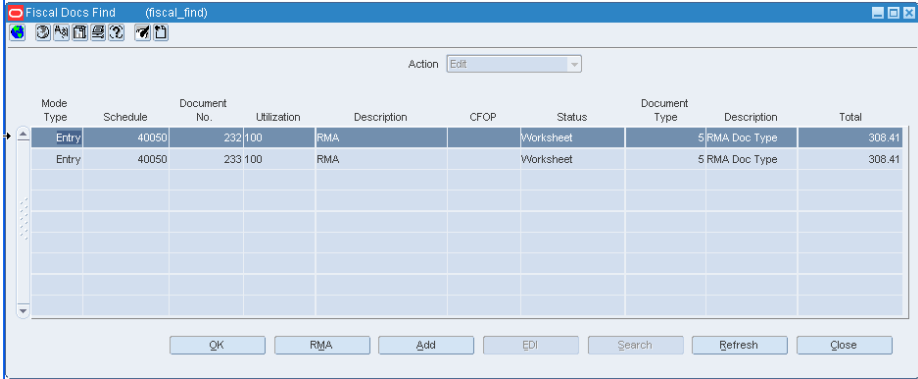 Fiscal Docs Find (fiscal_find)
Action Edit
Mode Document Document
Type Schedule No. Utilization Description CFOP Status Type Description Total
Entry 40050 232 100 RMA Worksheet 5 RMA Doc Type 308.41
Entry 40050 233 100 RMA Worksheet 5 RMA Doc Type 308.41
OK RMA Add EDI Search Refresh Close